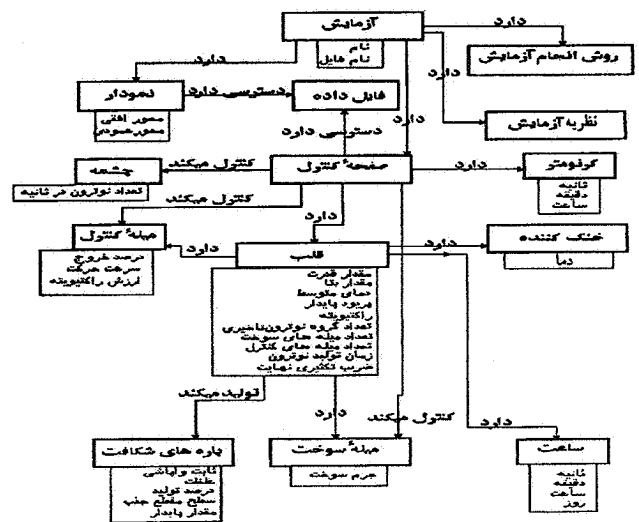 آزمایش
نام
نام فایل
دارد
روش انجام آزمایش
دارد
دارد
دارد
نمودار
محور افقی
محور عمودی
دسترسی دارد
فایل داده
نظریه آزمایش
دسترسی دارد
صفحهٔ کنترل
کنترل میکند
چشمه
تعداد نوترون در ثانیه
دارد
کرنومتر
ثانیه
دقیقه
ساعت
کنترل میکند
دارد
میلهٔ کنترل
درصد خروج
سرعت حرکت
ارزش راکتیویته
دارد
قلب
مقدار قدرت
مقدار بتا
دمای متوسط
پریود پایدار
راکتیویته
تعداد گروه نوترون تاخیری
تعداد میله های سوخت
تعداد میله های کنترل
زمان تولید نوترون
ضریب تکثیری نهایت
دارد
خنک کننده
دما
تولید میکند
دارد
کنترل میکند
دارد
پاره های شکافت
ثابت واپاشی
غلظت
درصد تولید
سطح مقطع جذب
مقدار پایدار
میلهٔ سوخت
جرم سوخت
ساعت
ثانیه
دقیقه
ساعت
روز